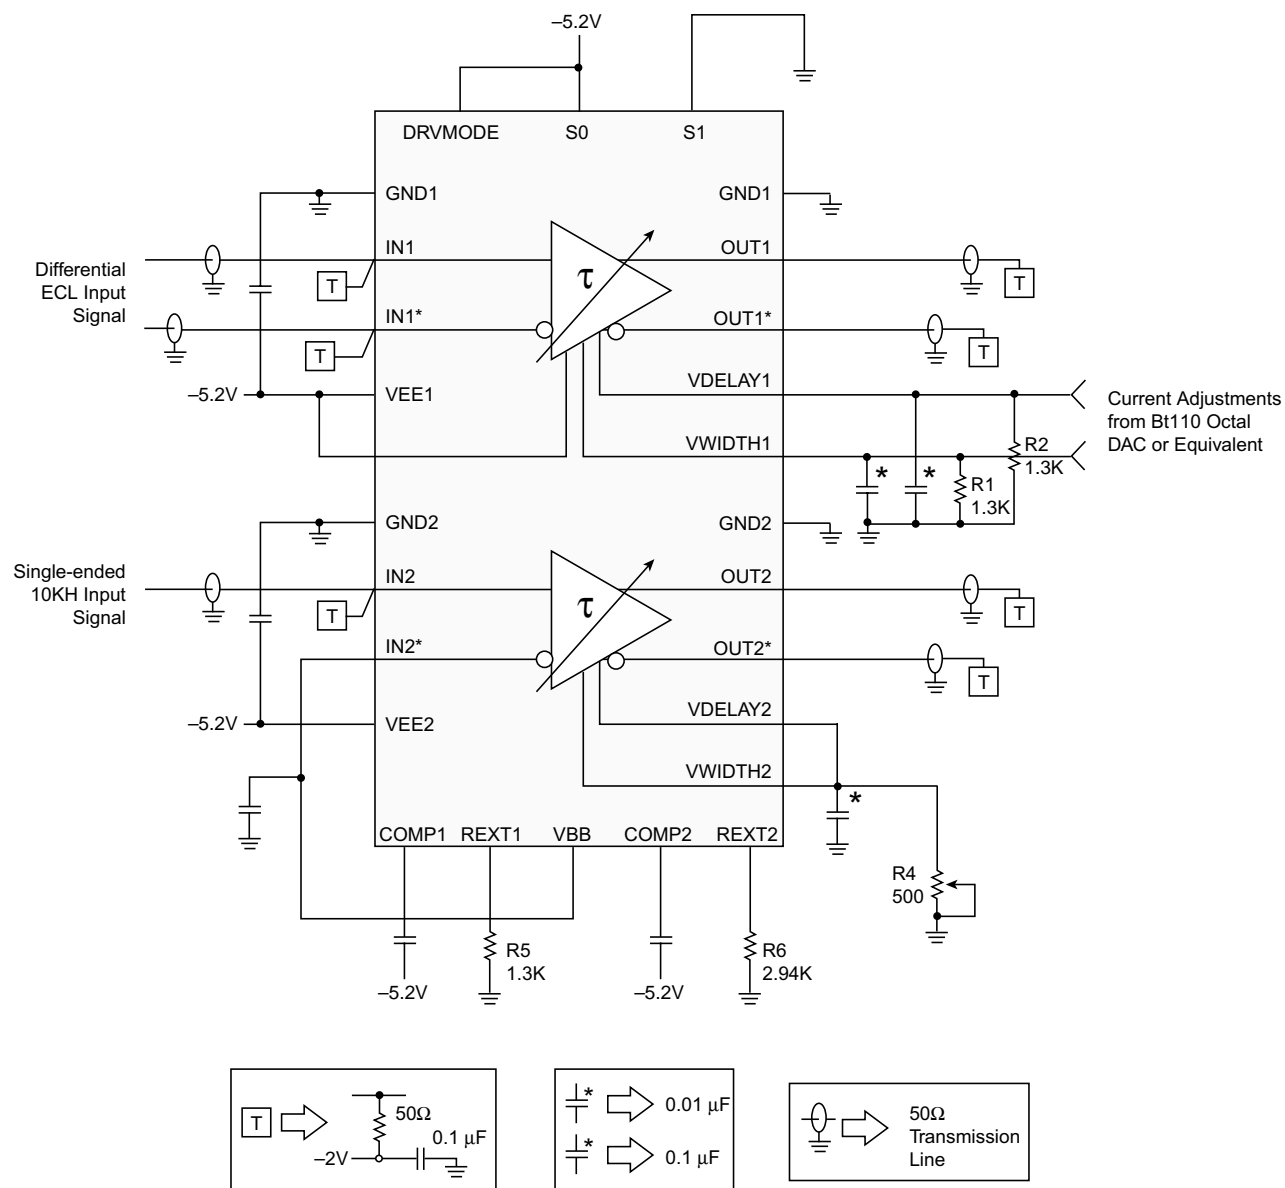 –5.2V
DRVMODE
S0
S1
GND1
GND1
IN1
OUT1
Differential
ECL Input
Signal
T
τ
T
IN1*
OUT1*
T
T
–5.2V
VEE1
VDELAY1
Current Adjustments
from Bt110 Octal
DAC or Equivalent
VWIDTH1
*
*
R2
1.3K
R1
1.3K
GND2
GND2
Single-ended
10KH Input
Signal
IN2
OUT2
T
τ
T
IN2*
OUT2*
T
–5.2V
VEE2
VDELAY2
VWIDTH2
*
COMP1
REXT1
VBB
COMP2
REXT2
R4
500
R5
1.3K
R6
2.94K
–5.2V
–5.2V
T
50Ω
0.1 µF
–2V
*
0.01 µF
*
0.1 µF
50Ω
Transmission
Line